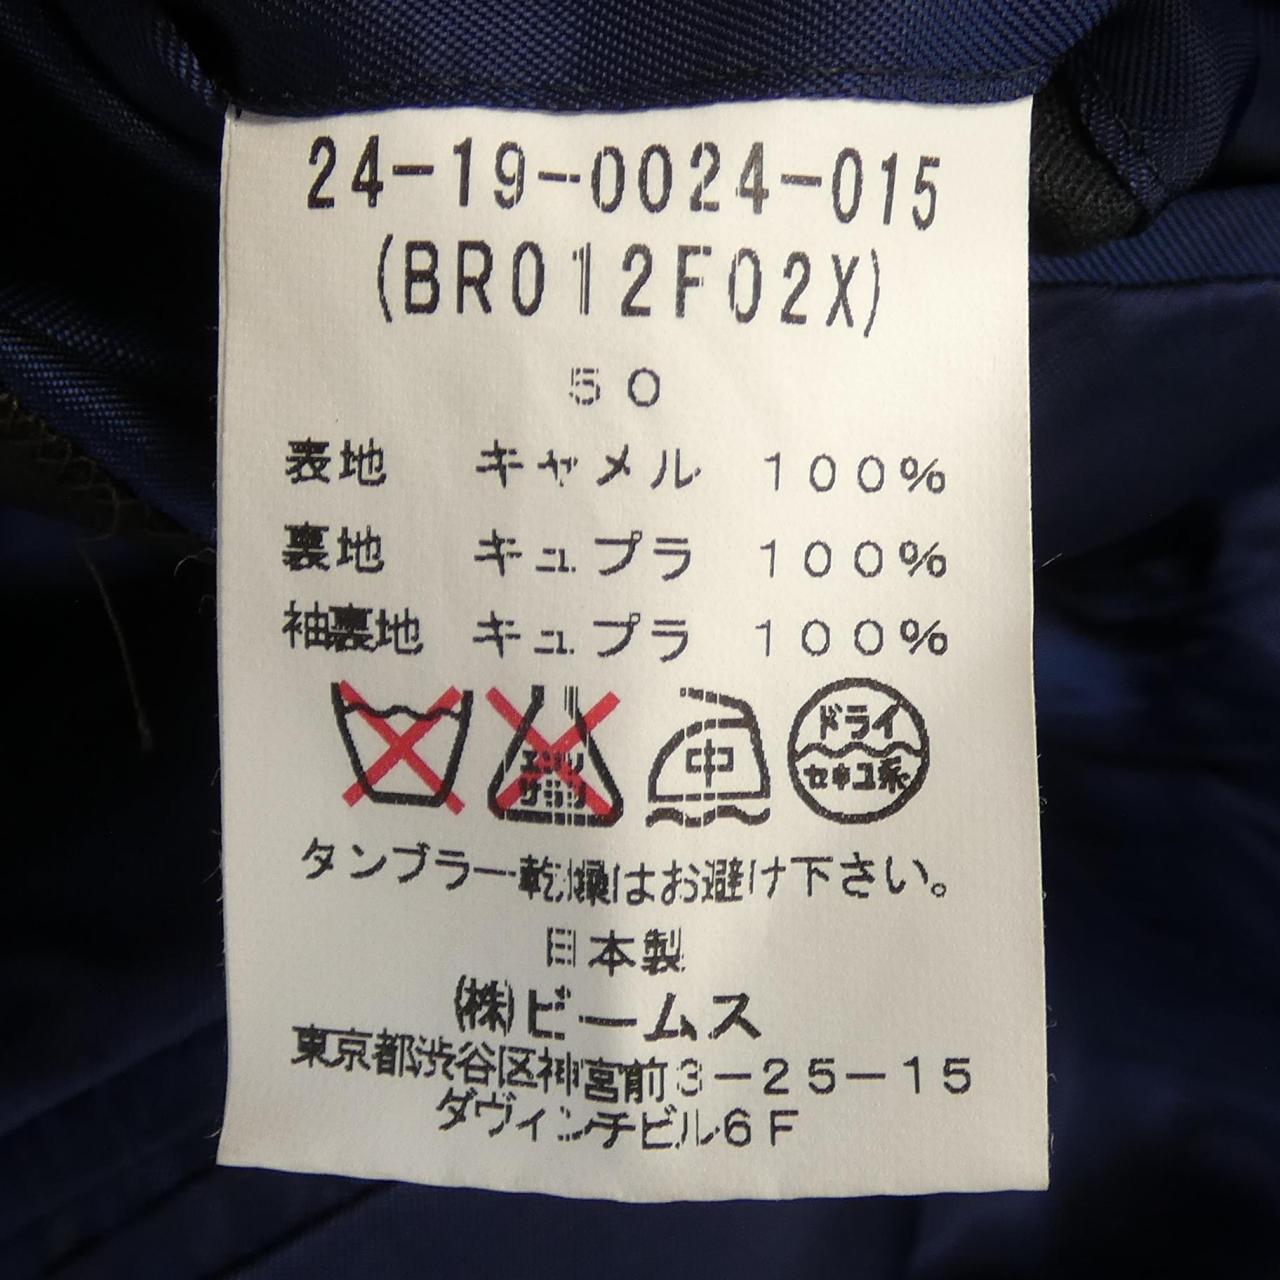 24-19-0024-015
(BR012F02X)
50
表地 キャメル 100%
裏地 キュプラ 100%
袖裏地 キュプラ 100%
エンソ サラシ 中 ドライ セキユ系
タンブラー乾燥はお避け下さい。
日本製
(株)ビームス
東京都渋谷区神宮前3-25-15
ダヴィンチビル6F